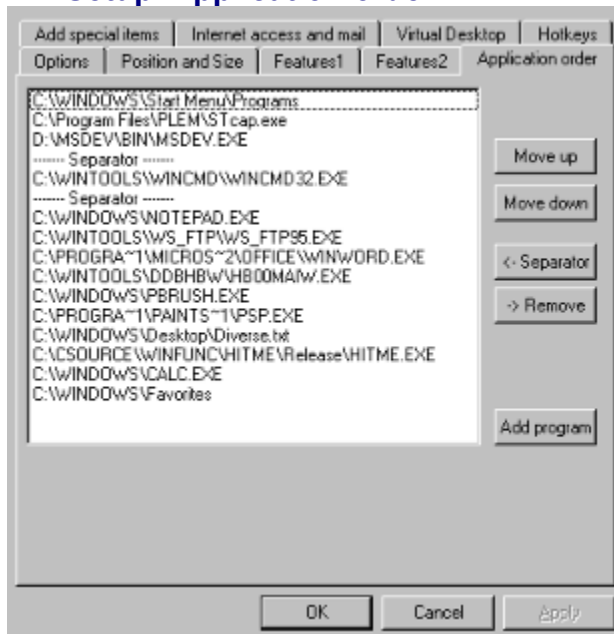 Add special items Internet access and mail Virtual Desktop Hotkeys
Options Position and Size Features1 Features2 Application order
C:\WINDOWS\Start Menu\Programs
C:\Program Files\PLEM\STcap.exe
D:\MSDEV\BIN\MSDEV.EXE
------- Separator -------
C:\WINTOOLS\WINCMD\WINCMD32.EXE
------- Separator -------
C:\WINDOWS\NOTEPAD.EXE
C:\WINTOOLS\WS_FTP\WS_FTP95.EXE
C:\PROGRA~1\MICROS~2\OFFICE\WINWORD.EXE
C:\WINTOOLS\DDBHBW\HB00MAIW.EXE
C:\WINDOWS\PBRUSH.EXE
C:\PROGRA~1\PAINTS~1\PSP.EXE
C:\WINDOWS\Desktop\Diverse.txt
C:\CSOURCE\WINFUNC\HITME\Release\HITME.EXE
C:\WINDOWS\CALC.EXE
C:\WINDOWS\Favorites
Move up
Move down
<- Separator
-> Remove
Add program
OK Cancel Apply